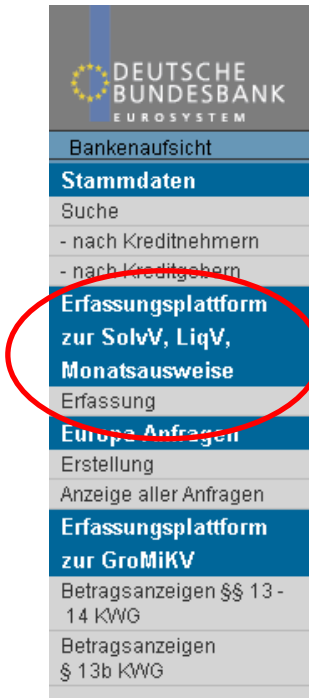 DEUTSCHE
BUNDESBANK
EUROSYSTEM
Bankenaufsicht
Stammdaten
Suche
- nach Kreditnehmern
- nach Kreditgebern
Erfassungsplattform
zur SolvV, LiqV,
Monatsausweise
Erfassung
Europa Anfragen
Erstellung
Anzeige aller Anfragen
Erfassungsplattform
zur GroMiKV
Betragsanzeigen §§ 13 -
14 KWG
Betragsanzeigen
§ 13b KWG